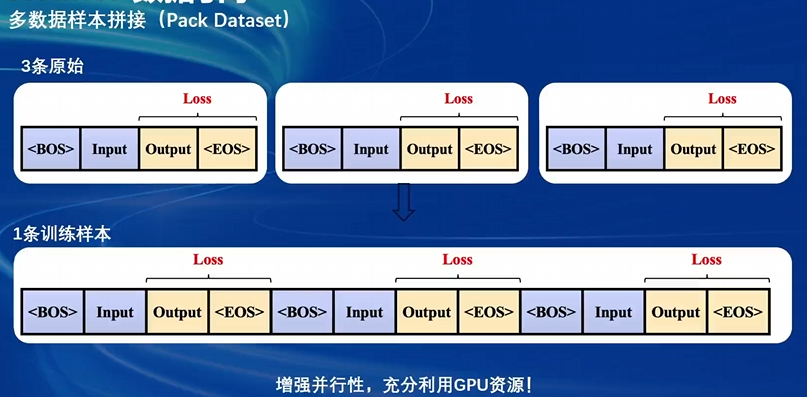 多数据样本拼接（Pack Dataset）
3条原始
Loss Loss Loss
<BOS> Input Output <EOS> <BOS> Input Output <EOS> <BOS> Input Output <EOS>
1条训练样本
Loss Loss Loss
<BOS> Input Output <EOS> <BOS> Input Output <EOS> <BOS> Input Output <EOS>
增强并行性，充分利用GPU资源！